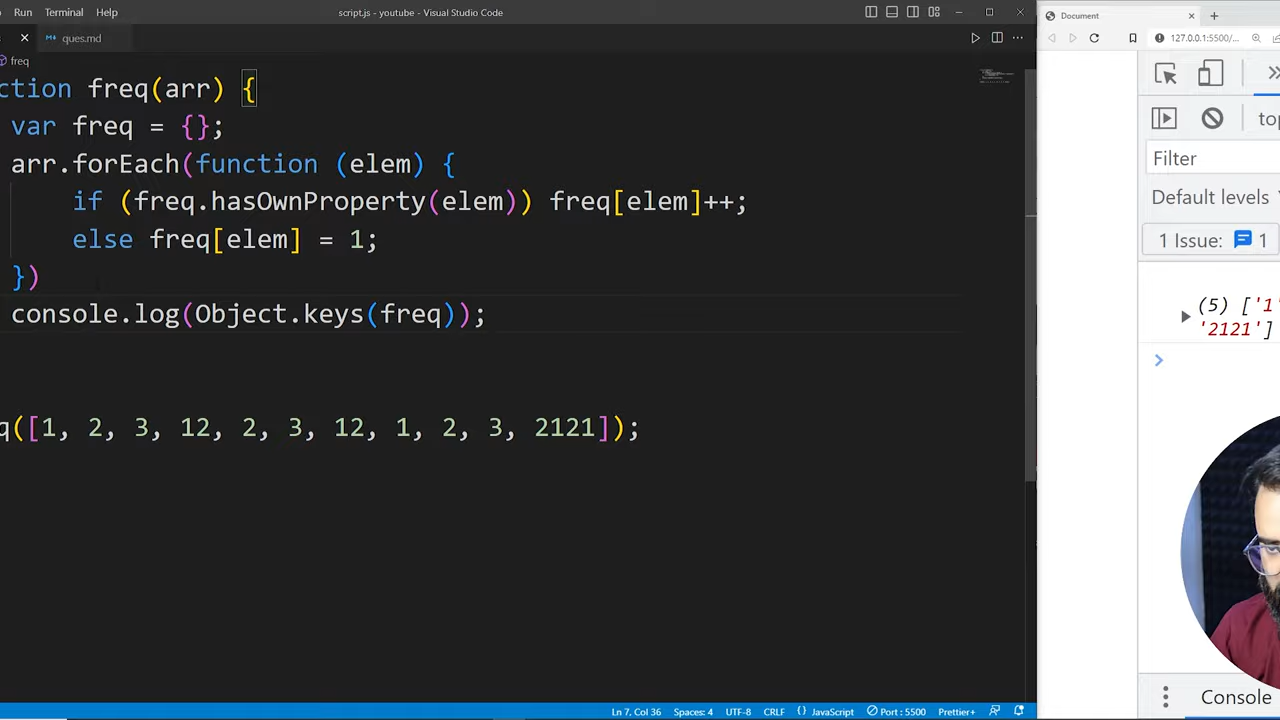 Run Terminal Help
script.js - youtube - Visual Studio Code
Document
ques.md
127.0.0.1:5500/...
freq
ction freq(arr) {
var freq = {};
arr.forEach(function (elem) {
if (freq.hasOwnProperty(elem)) freq[elem]++;
else freq[elem] = 1;
})
console.log(Object.keys(freq));
q([1, 2, 3, 12, 2, 3, 12, 1, 2, 3, 2121]);
top
Filter
Default levels
1 Issue: 1
(5) ['1'
'2121']
Console
Ln 7, Col 36 Spaces: 4 UTF-8 CRLF {} JavaScript Port : 5500 Prettier+